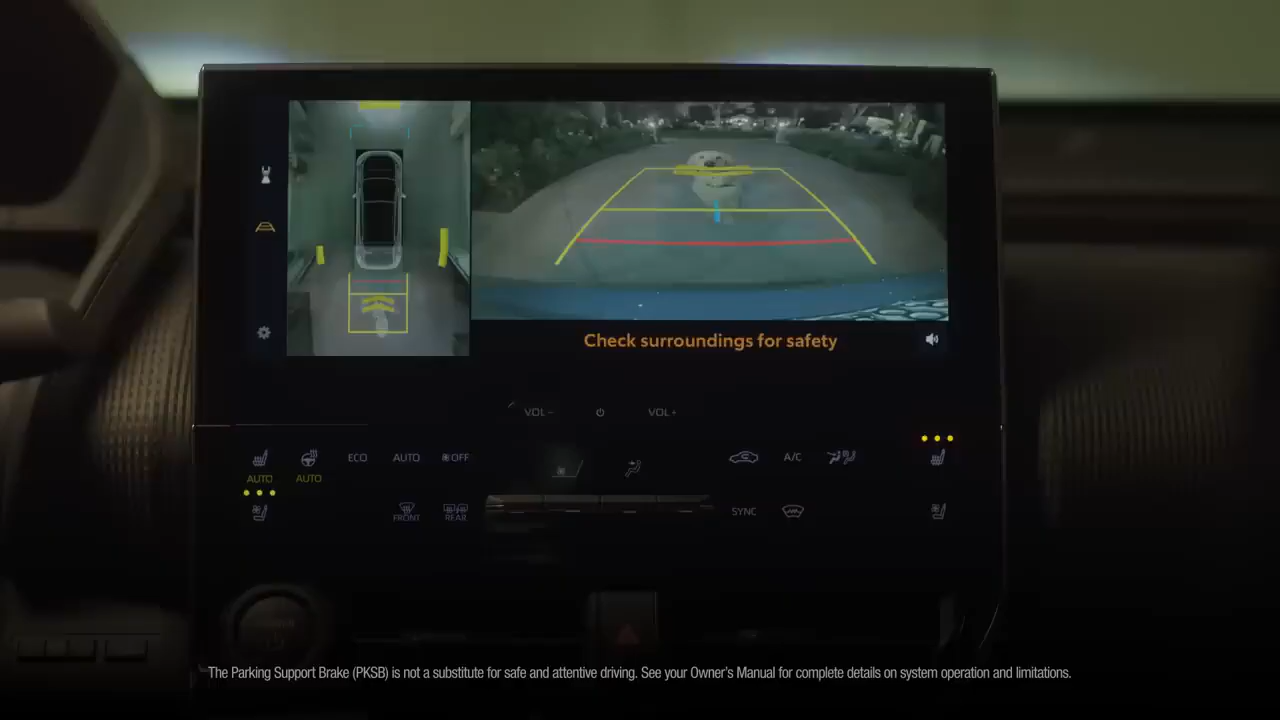 Check surroundings for safety
VOL - VOL +
ECO AUTO OFF A/C
AUTO AUTO
FRONT REAR SYNC
The Parking Support Brake (PKSB) is not a substitute for safe and attentive driving. See your Owner's Manual for complete details on system operation and limitations.